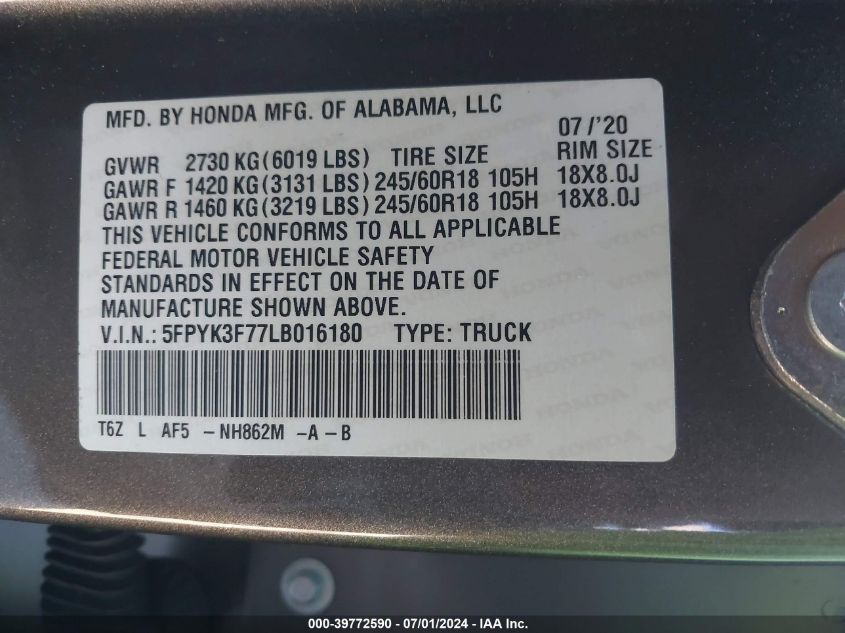 MFD. BY HONDA MFG. OF ALABAMA, LLC
07/'20
GVWR 2730 KG(6019 LBS) TIRE SIZE RIM SIZE
GAWR F 1420 KG(3131 LBS) 245/60R18 105H 18X8.0J
GAWR R 1460 KG(3219 LBS) 245/60R18 105H 18X8.0J
THIS VEHICLE CONFORMS TO ALL APPLICABLE
FEDERAL MOTOR VEHICLE SAFETY
STANDARDS IN EFFECT ON THE DATE OF
MANUFACTURE SHOWN ABOVE.
V.I.N.: 5FPYK3F77LB016180 TYPE: TRUCK
T6Z L AF5 -NH862M -A -B
000-39772590 - 07/01/2024 - IAA Inc.